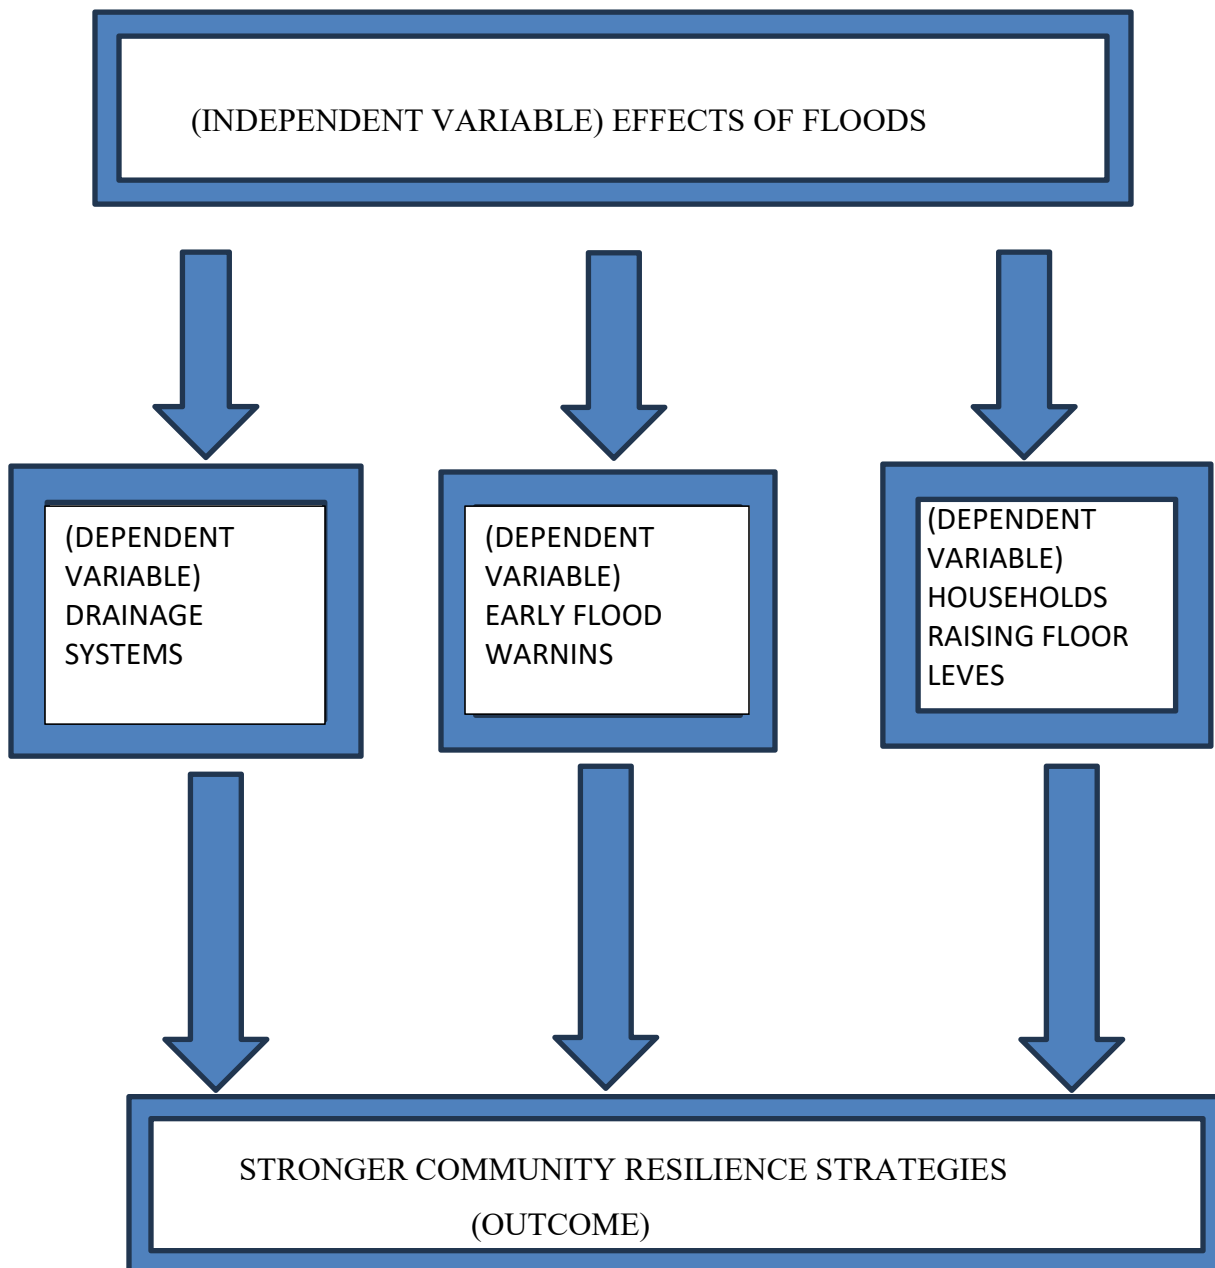 (INDEPENDENT VARIABLE) EFFECTS OF FLOODS
(DEPENDENT
VARIABLE)
DRAINAGE
SYSTEMS
(DEPENDENT
VARIABLE)
EARLY FLOOD
WARNINS
(DEPENDENT
VARIABLE)
HOUSEHOLDS
RAISING FLOOR
LEVES
STRONGER COMMUNITY RESILIENCE STRATEGIES
(OUTCOME)